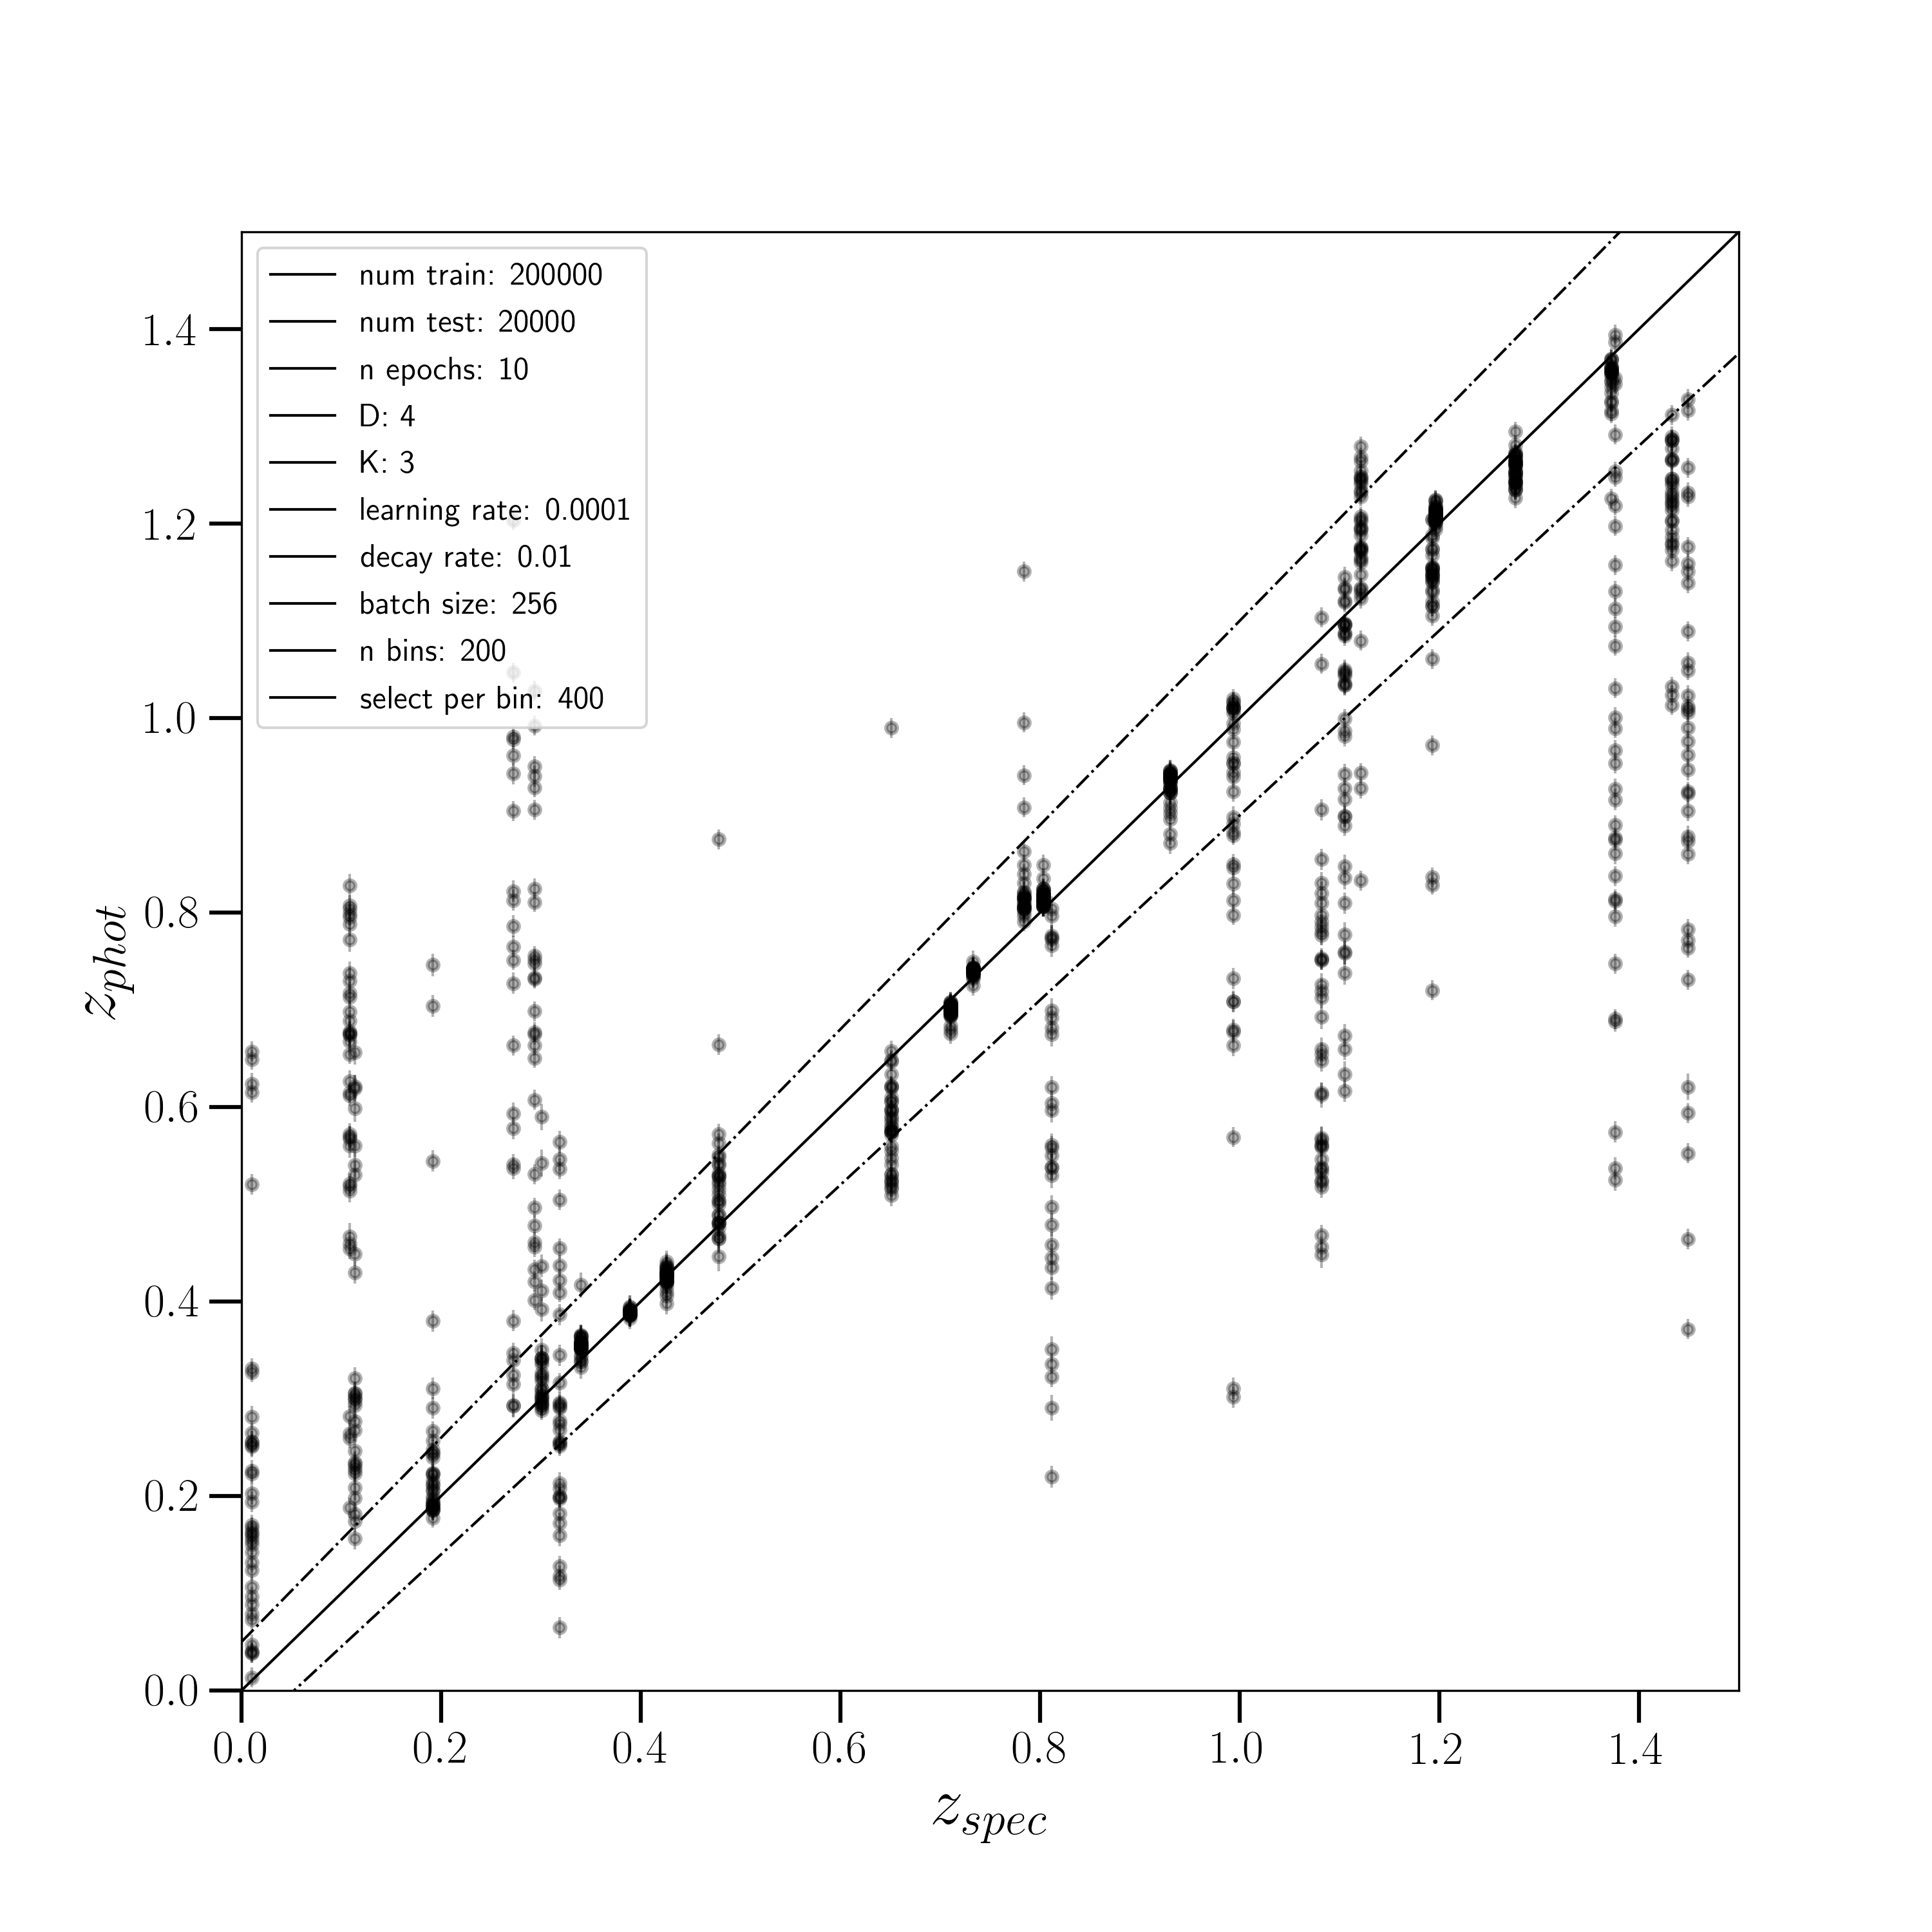 num train: 200000
num test: 20000
n epochs: 10
D: 4
K: 3
learning rate: 0.0001
decay rate: 0.01
batch size: 256
n bins: 200
select per bin: 400
1.4
1.2
1.0
0.8
0.6
0.4
0.2
0.0
z_phot
0.0 0.2 0.4 0.6 0.8 1.0 1.2 1.4
z_spec